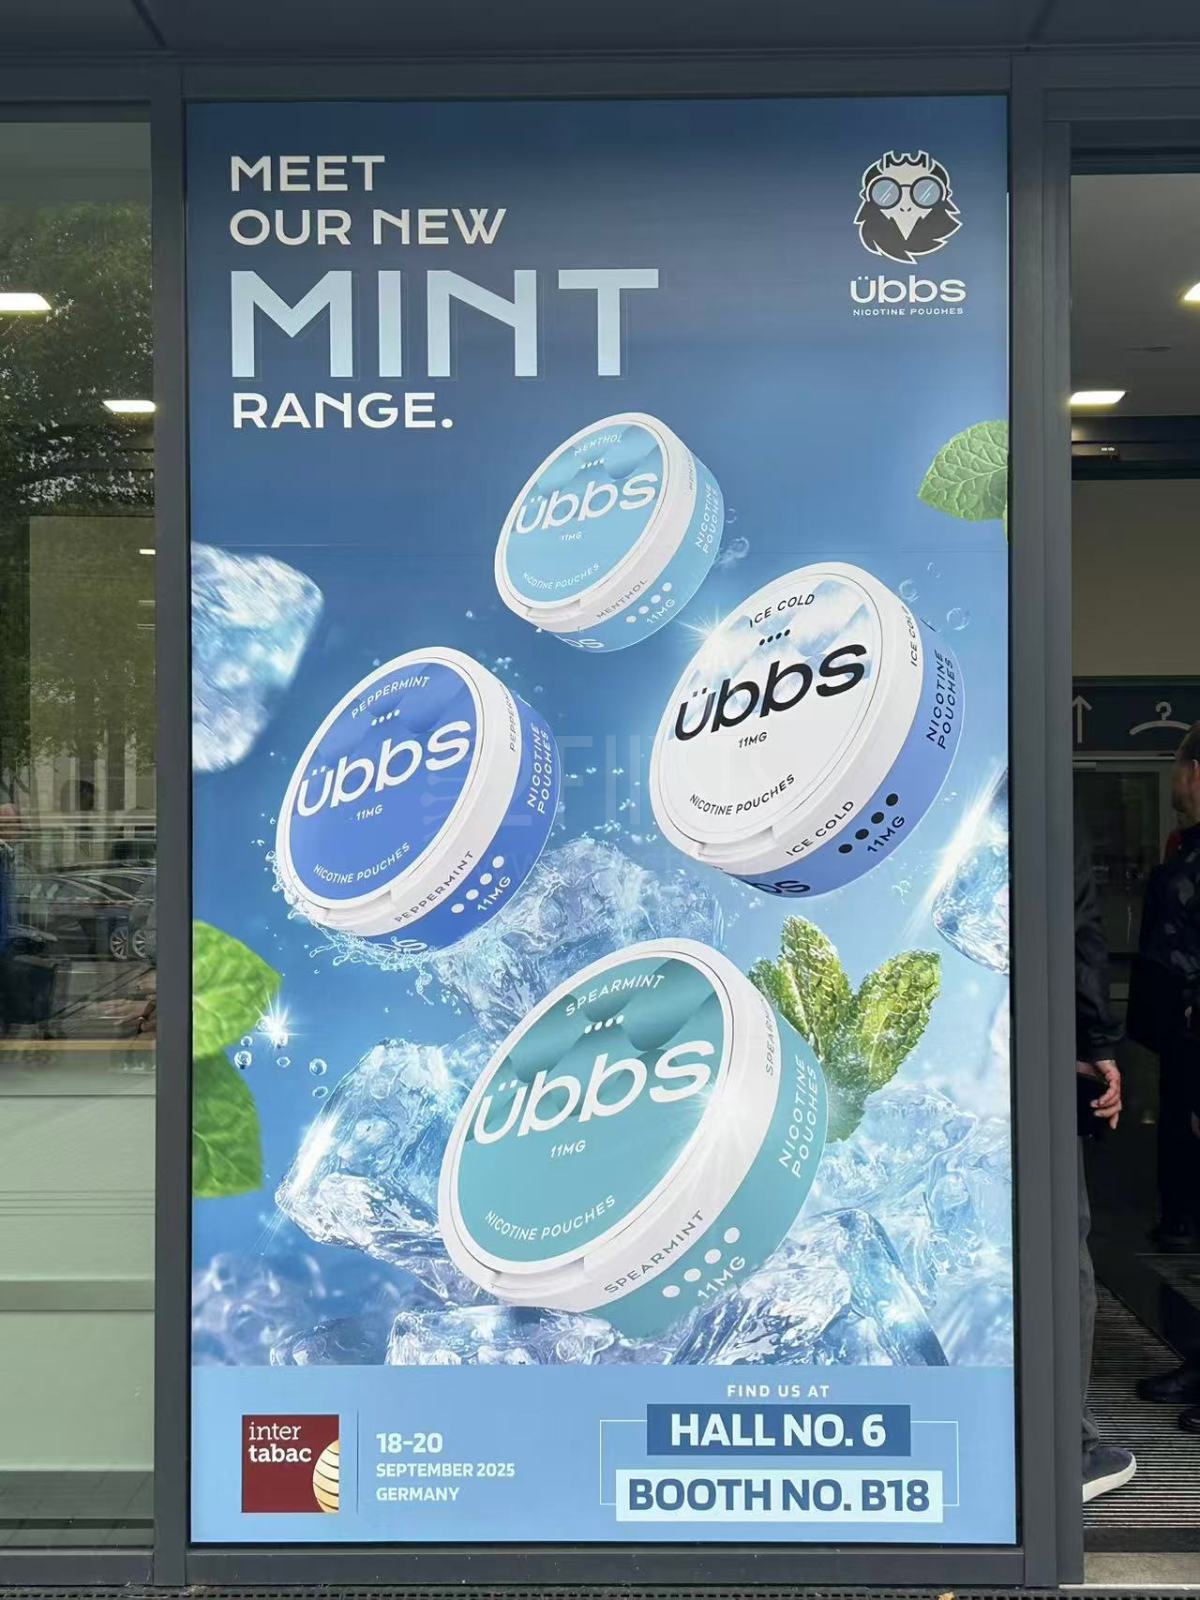 MEET
OUR NEW
MINT
RANGE.
übbs
NICOTINE POUCHES
MENTHOL
übbs
11MG
NICOTINE POUCHES
MENTHOL
11MG
NICOTINE
POUCHES
ICE COLD
übbs
11MG
NICOTINE POUCHES
ICE COLD
11MG
ICE COLD
NICOTINE
POUCHES
PEPPERMINT
übbs
11MG
NICOTINE POUCHES
PEPPERMINT
11MG
NICOTINE
POUCHES
SPEARMINT
übbs
11MG
NICOTINE POUCHES
SPEARMINT
11MG
NICOTINE
POUCHES
inter
tabac
18-20
SEPTEMBER 2025
GERMANY
FIND US AT
HALL NO. 6
BOOTH NO. B18